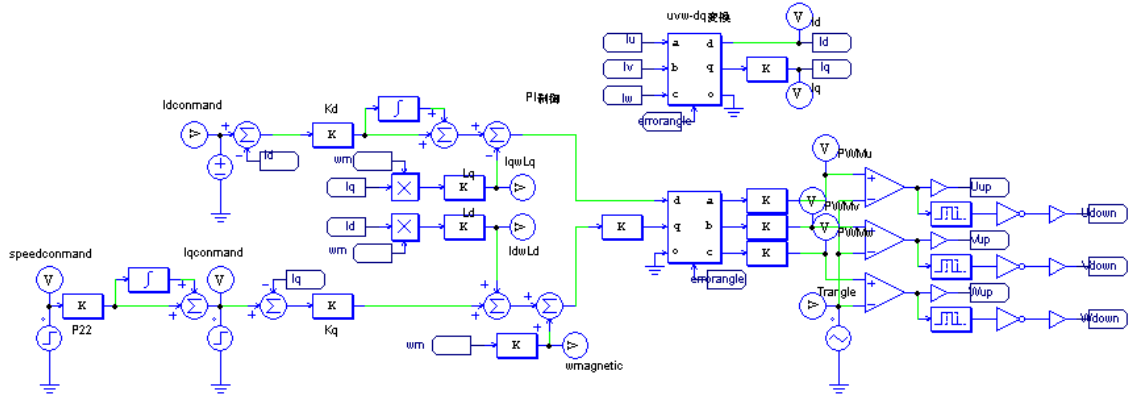 uvw-dq変換
V
Id
Iu
a
d
Id
Iv
b
q
K
Iq
Iw
c
o
V
Iq
errorangle
PI制御
Idconmand
Kd
∫
V
+
Σ
K
+
Σ
+
Σ
-
Id
+
-
wm
IqwLq
Lq
Iq
×
K
V
Id
×
Ld
K
V
wm
IdwLd
d
a
K
K
q
b
K
o
c
K
errorangle
V
PWMu
V
PWMv
V
PWMw
+
-
Uup
Udown
+
-
Vup
Vdown
+
-
Wup
Wdown
Trangle
V
speedconmand
V
K
P22
∫
+
Σ
+
Iqconmand
V
-
Iq
Σ
+
K
Kq
+
Σ
+
+
Σ
+
wm
K
V
wmagnetic